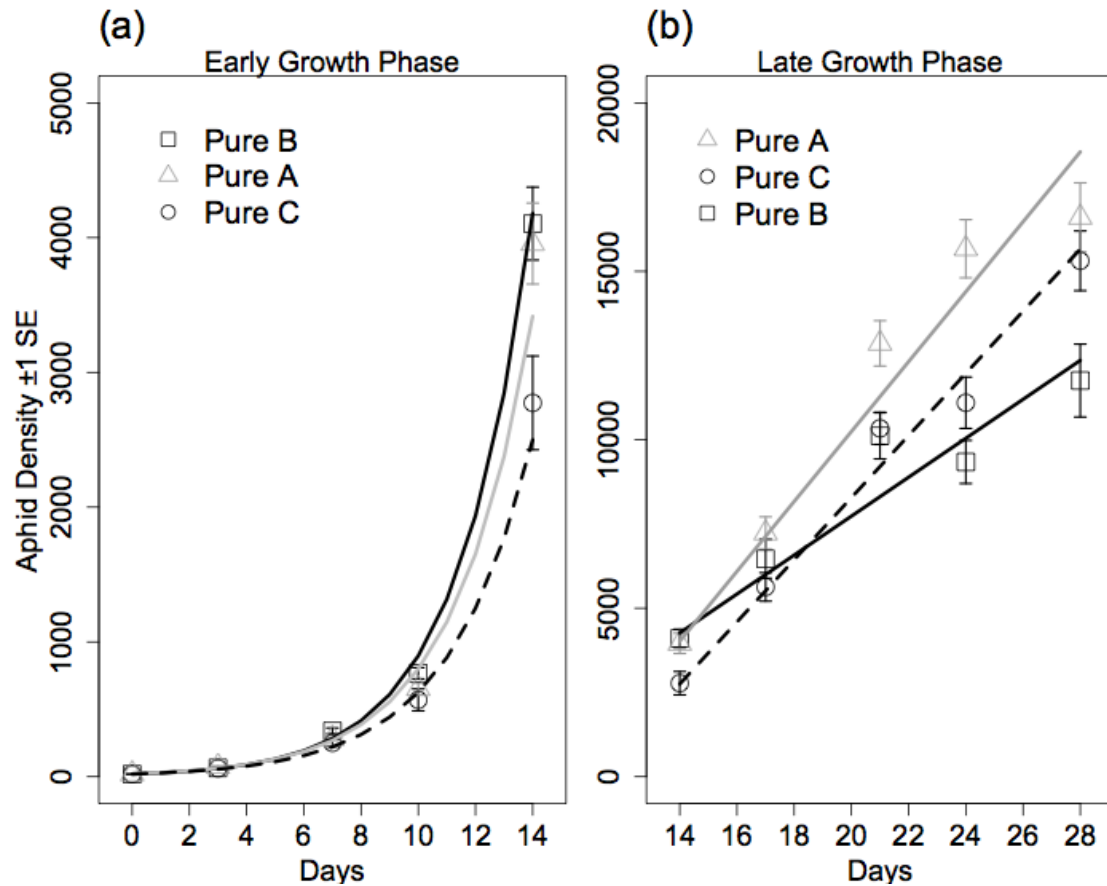 (a)
Early Growth Phase
Aphid Density ±1 SE
5000
4000
3000
2000
1000
0
Pure B
Pure A
Pure C
0 2 4 6 8 10 12 14
Days
(b)
Late Growth Phase
20000
15000
10000
5000
0
Pure A
Pure C
Pure B
14 16 18 20 22 24 26 28
Days